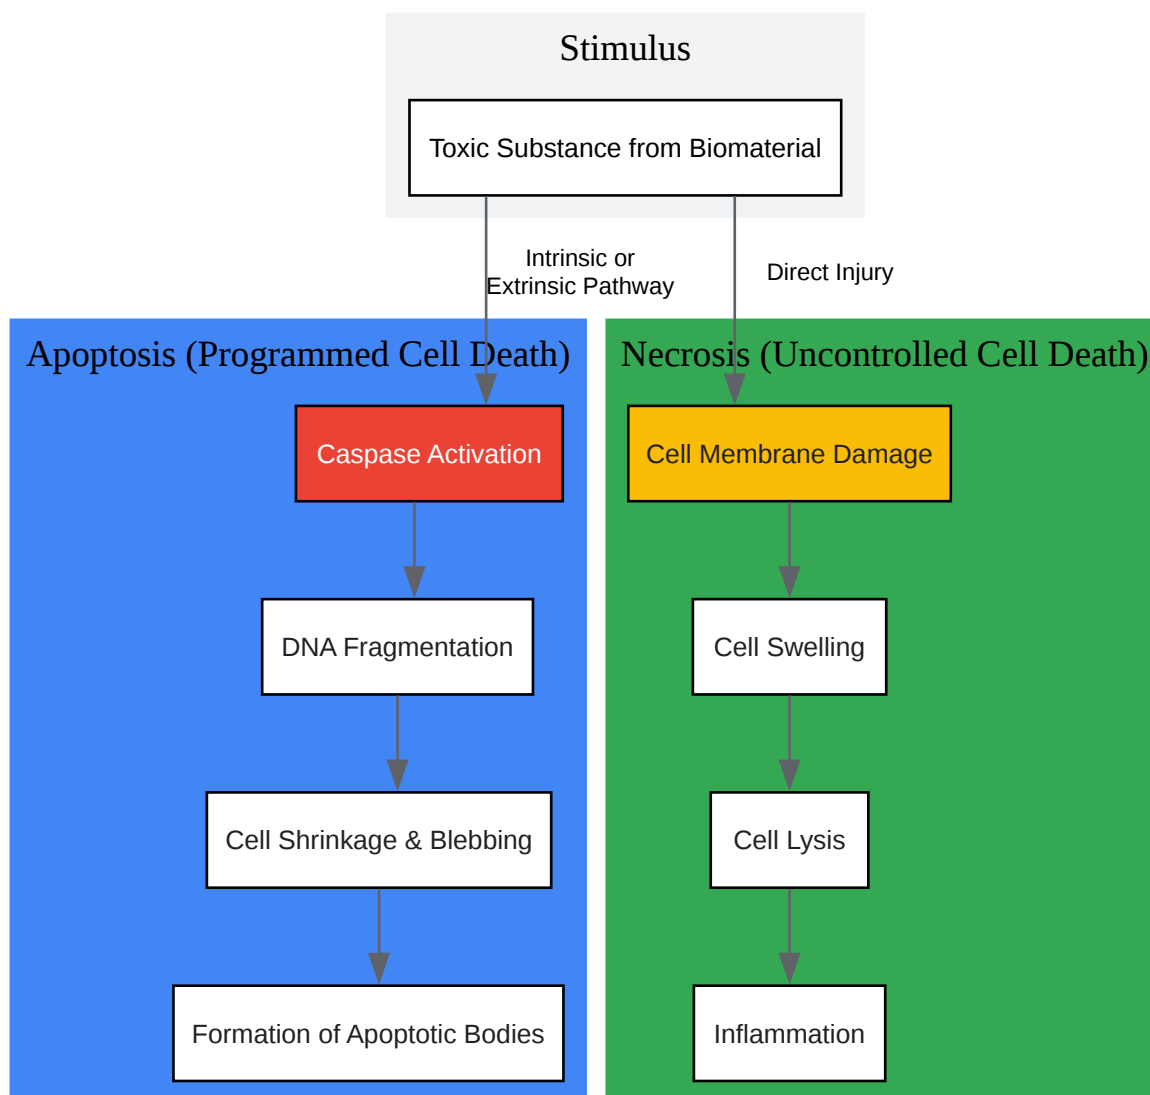 Stimulus
Toxic Substance from Biomaterial
Intrinsic or
Extrinsic Pathway
Direct Injury
Apoptosis (Programmed Cell Death)
Caspase Activation
DNA Fragmentation
Cell Shrinkage & Blebbing
Formation of Apoptotic Bodies
Necrosis (Uncontrolled Cell Death)
Cell Membrane Damage
Cell Swelling
Cell Lysis
Inflammation